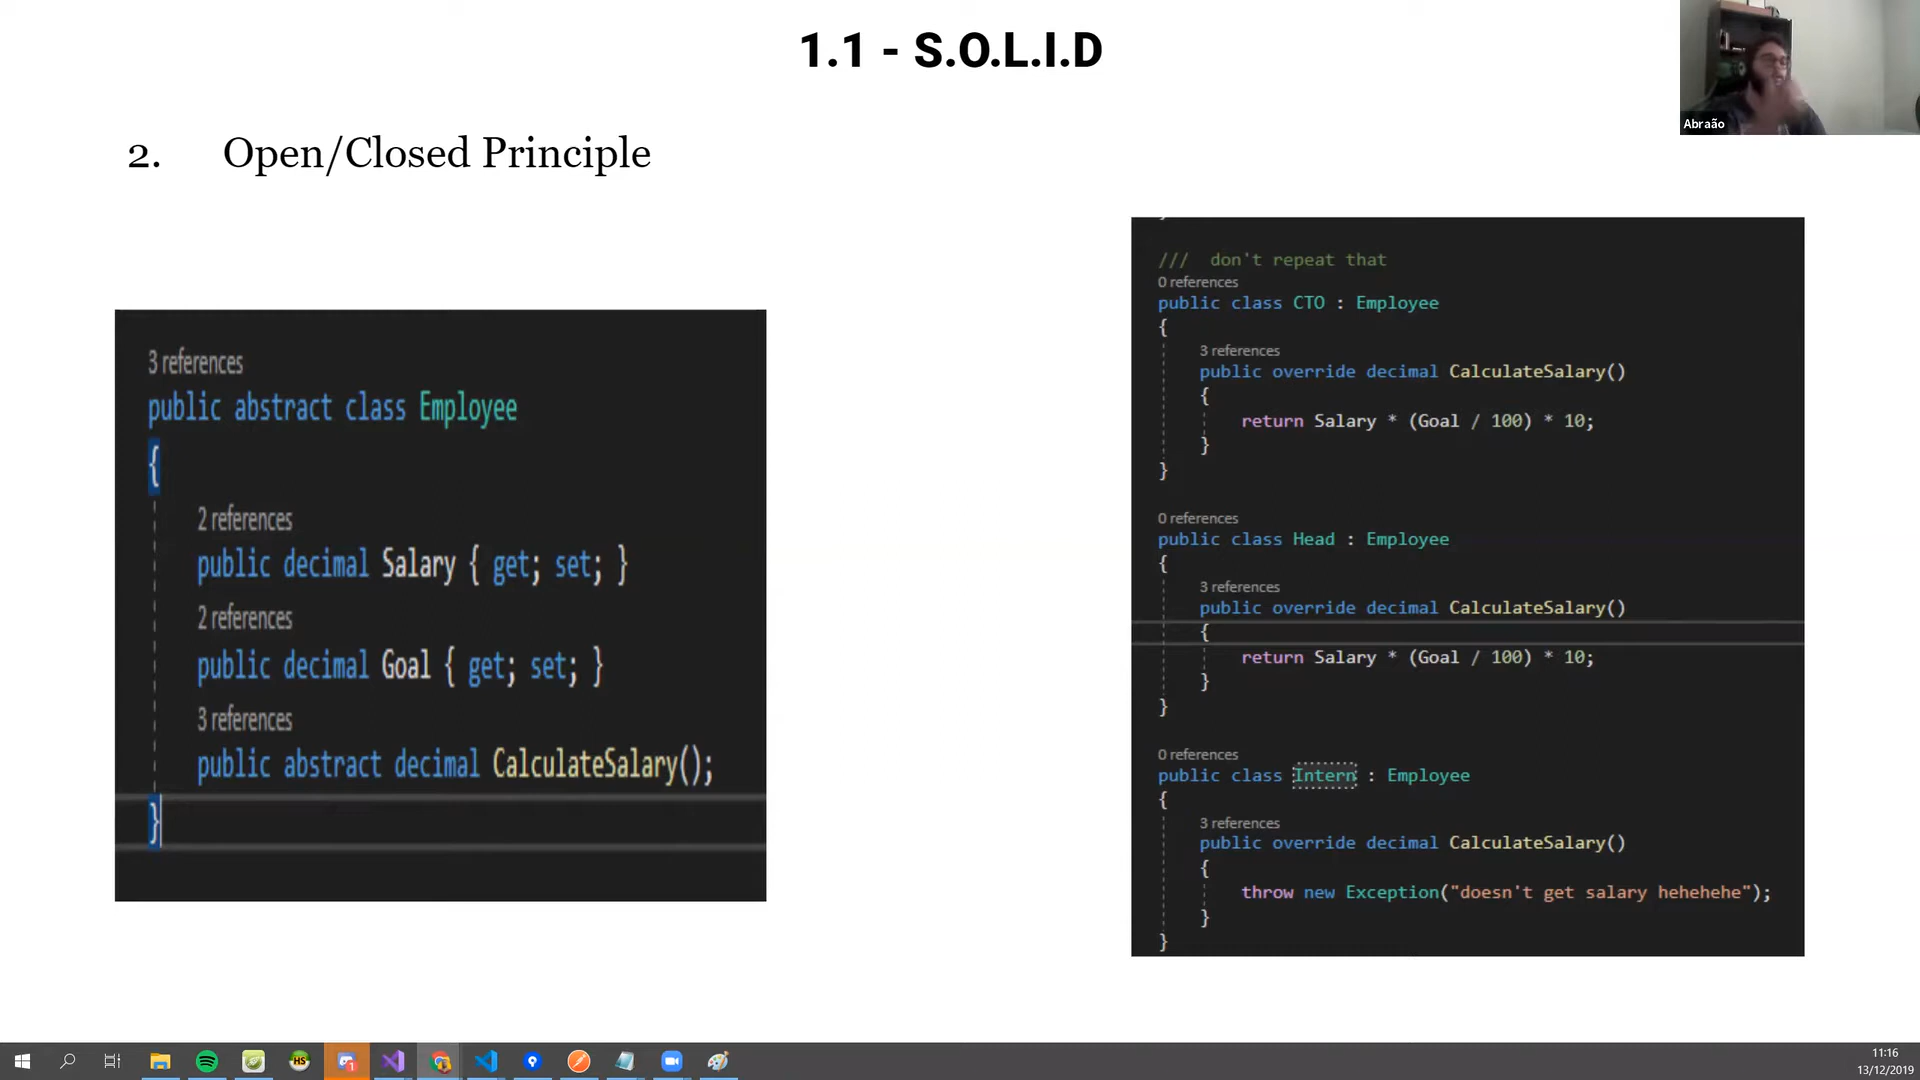 1.1 - S.O.L.I.D
Abraão
2. Open/Closed Principle
3 references
public abstract class Employee
{
2 references
public decimal Salary { get; set; }
2 references
public decimal Goal { get; set; }
3 references
public abstract decimal CalculateSalary();
}
/// don't repeat that
0 references
public class CTO : Employee
{
3 references
public override decimal CalculateSalary()
{
return Salary * (Goal / 100) * 10;
}
}
0 references
public class Head : Employee
{
3 references
public override decimal CalculateSalary()
{
return Salary * (Goal / 100) * 10;
}
}
0 references
public class Intern : Employee
{
3 references
public override decimal CalculateSalary()
{
throw new Exception("doesn't get salary hehehehe");
}
}
HS
1
11:16
13/12/2019